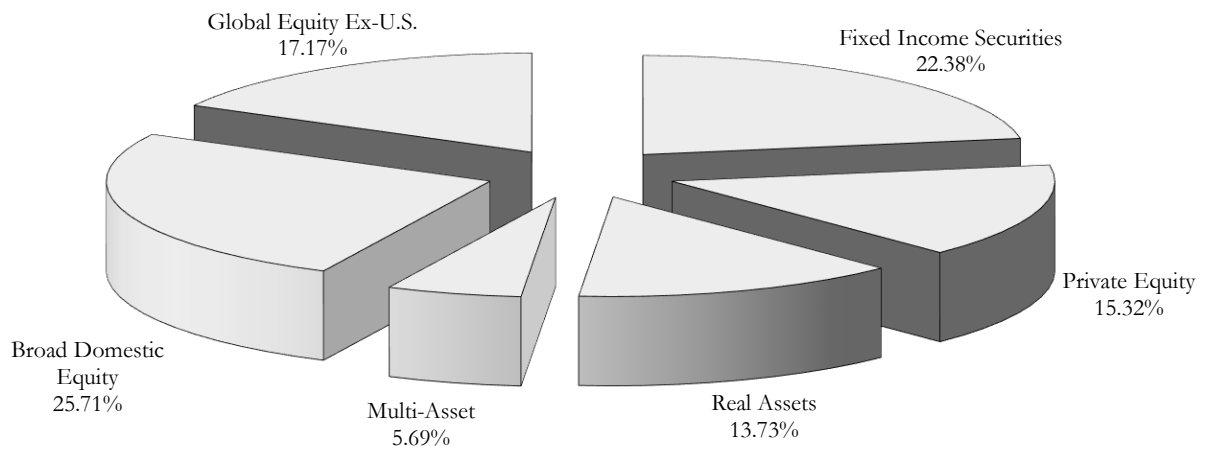 Global Equity Ex-U.S.
17.17%
Fixed Income Securities
22.38%
Private Equity
15.32%
Broad Domestic
Equity
25.71%
Multi-Asset
5.69%
Real Assets
13.73%